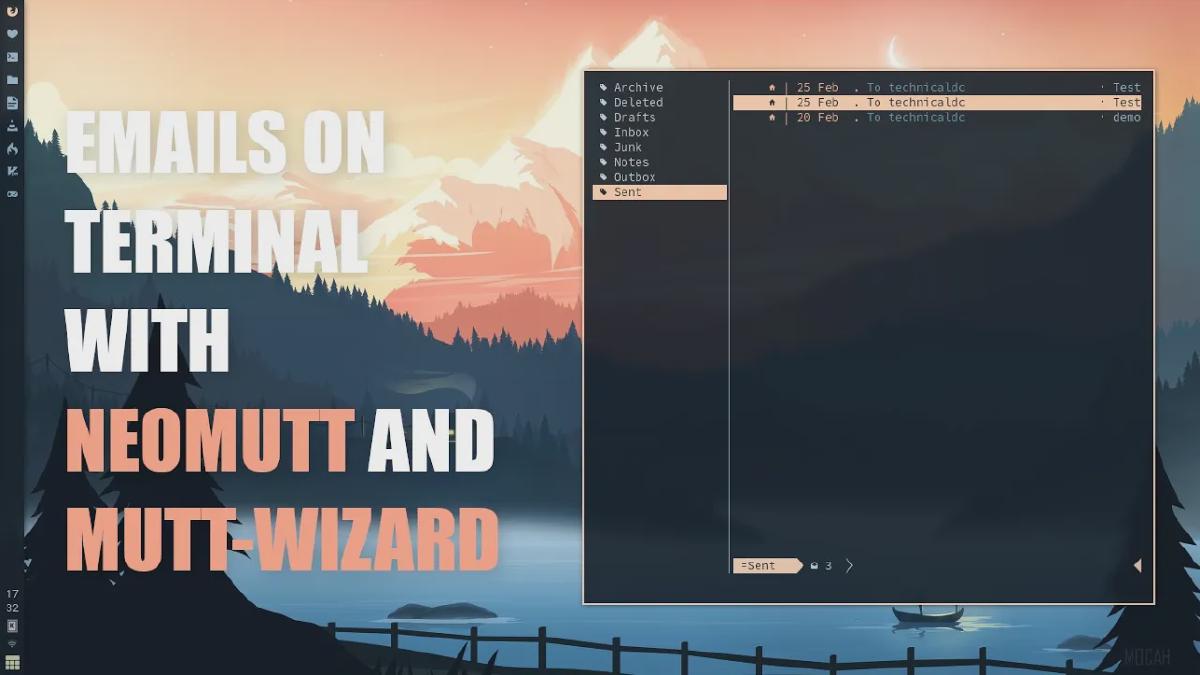 EMAILS ON
TERMINAL
WITH
NEOMUTT AND
MUTT-WIZARD
Archive
Deleted
Drafts
Inbox
Junk
Notes
Outbox
Sent
| 25 Feb . To technicaldc · Test
| 25 Feb . To technicaldc · Test
| 20 Feb . To technicaldc · demo
=Sent 3
17
32
MOCAH